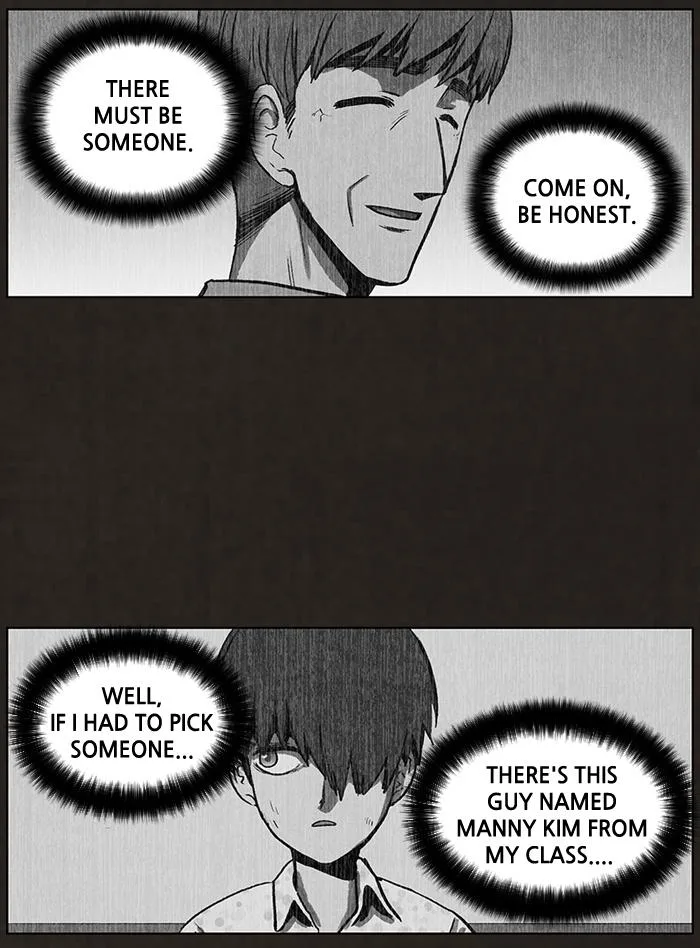 THERE
MUST BE
SOMEONE.
COME ON,
BE HONEST.
WELL,
IF I HAD TO PICK
SOMEONE...
THERE'S THIS
GUY NAMED
MANNY KIM FROM
MY CLASS....